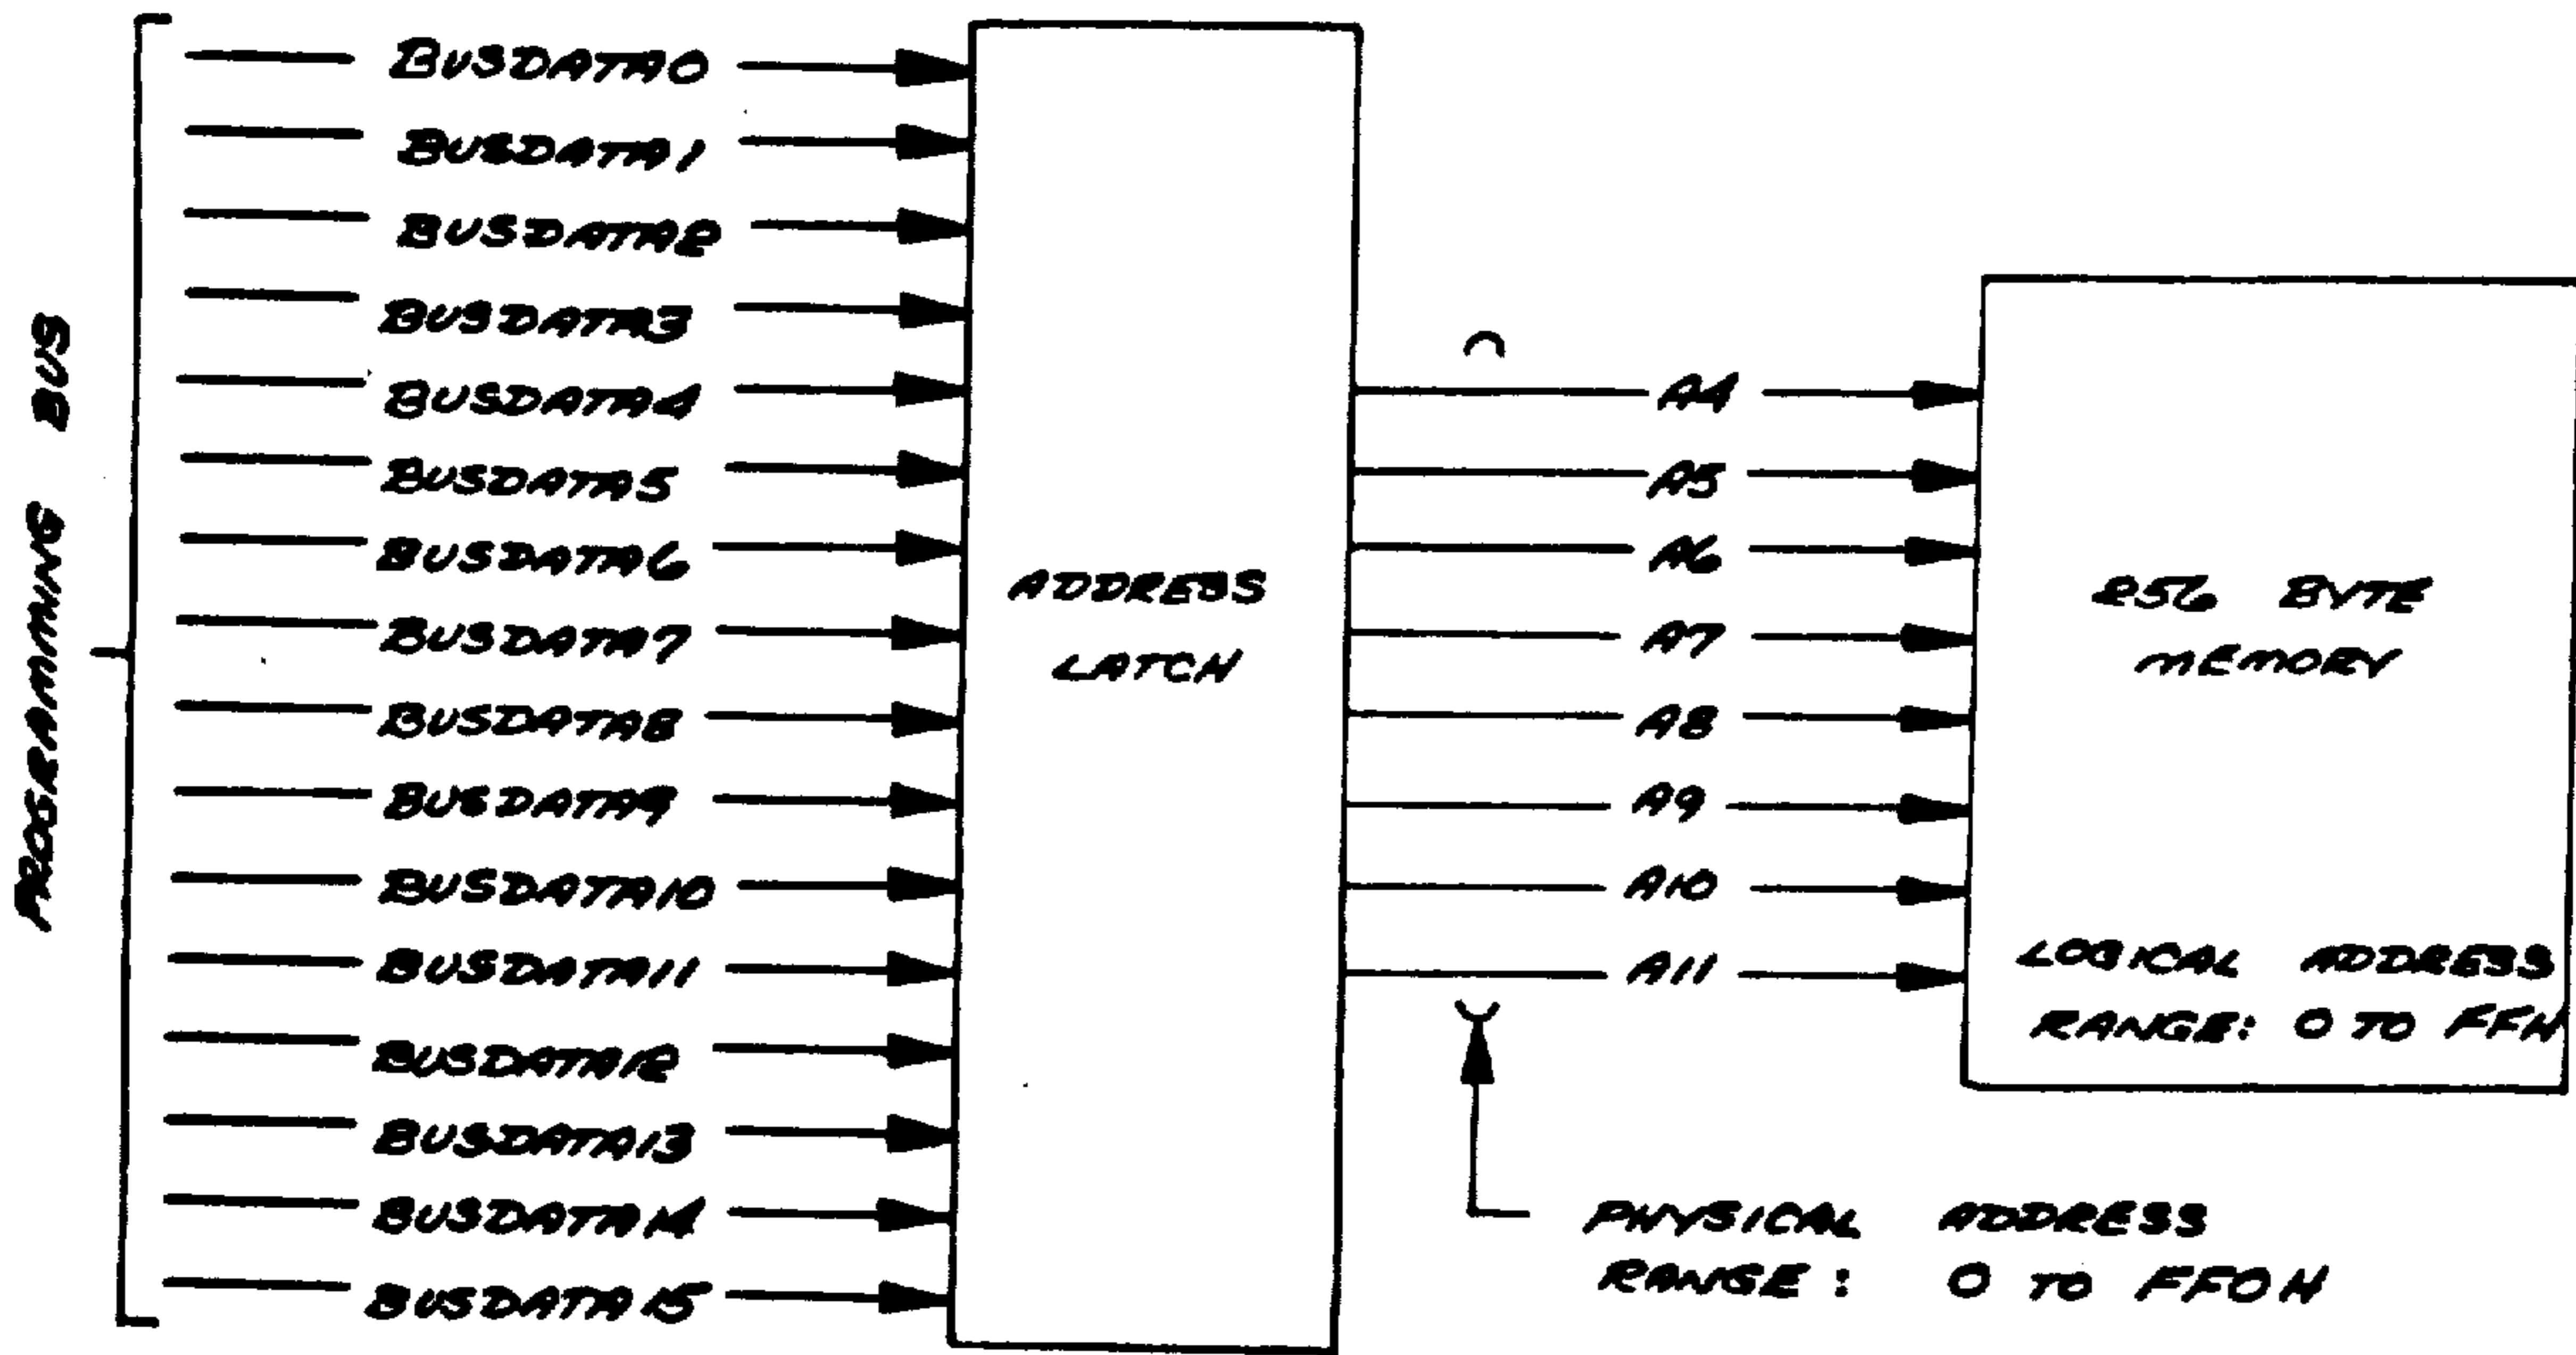 PROGRAMMING BUS
BUSDATA0
BUSDATA1
BUSDATA2
BUSDATA3
BUSDATA4
BUSDATA5
BUSDATA6
BUSDATA7
BUSDATA8
BUSDATA9
BUSDATA10
BUSDATA11
BUSDATA12
BUSDATA13
BUSDATA14
BUSDATA15
ADDRESS
LATCH
A4
A5
A6
A7
A8
A9
A10
A11
256 BYTE
MEMORY
LOGICAL ADDRESS
RANGE: 0 TO FFH
PHYSICAL ADDRESS
RANGE: 0 TO FF0H